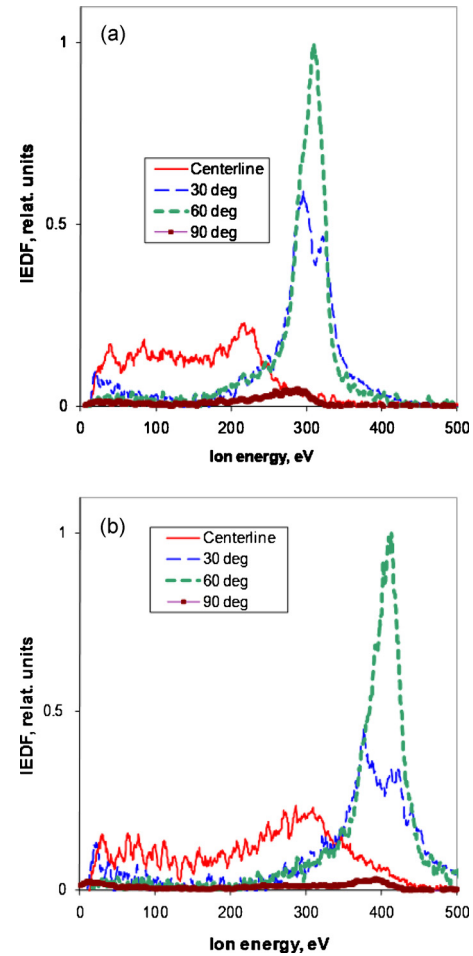 (a)
1
IEDF, relat. units
Centerline
30 deg
60 deg
90 deg
0.5
0
0 100 200 300 400 500
Ion energy, eV
(b)
1
IEDF, relat. units
Centerline
30 deg
60 deg
90 deg
0.5
0
0 100 200 300 400 500
Ion energy, eV